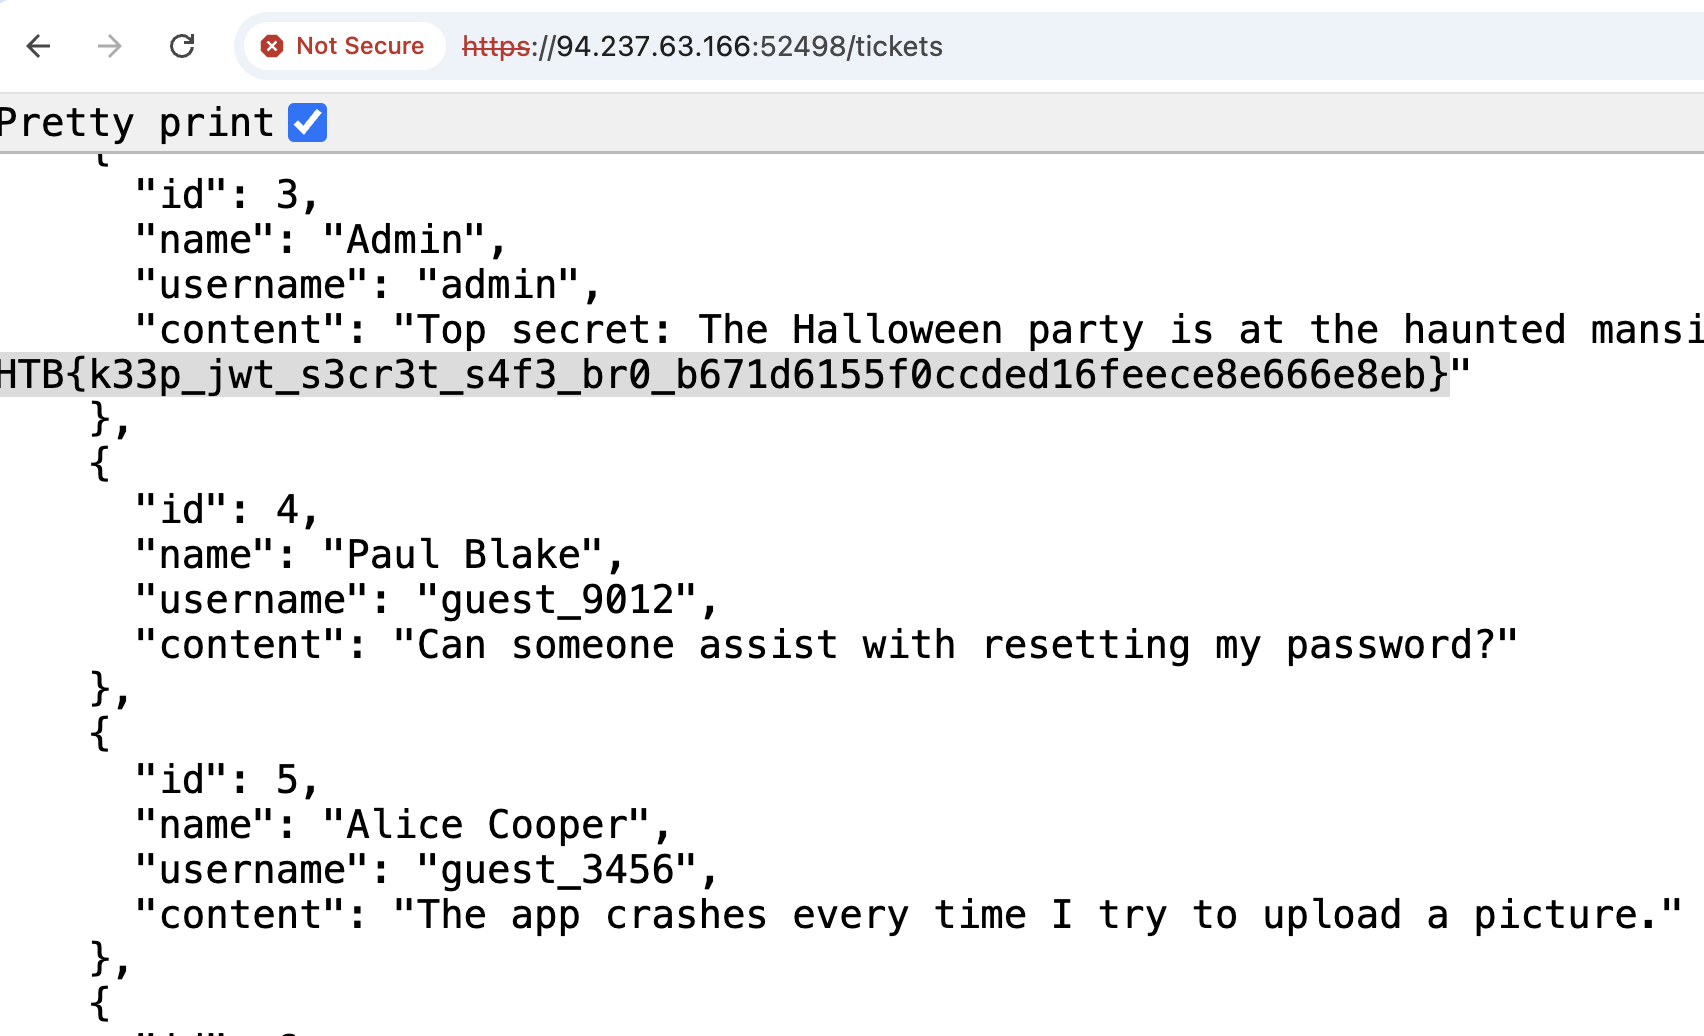 Not Secure https://94.237.63.166:52498/tickets
Pretty print
{
"id": 3,
"name": "Admin",
"username": "admin",
"content": "Top secret: The Halloween party is at the haunted mansi
HTB{k33p_jwt_s3cr3t_s4f3_br0_b671d6155f0ccded16feece8e666e8eb}"
},
{
"id": 4,
"name": "Paul Blake",
"username": "guest_9012",
"content": "Can someone assist with resetting my password?"
},
{
"id": 5,
"name": "Alice Cooper",
"username": "guest_3456",
"content": "The app crashes every time I try to upload a picture."
},
{